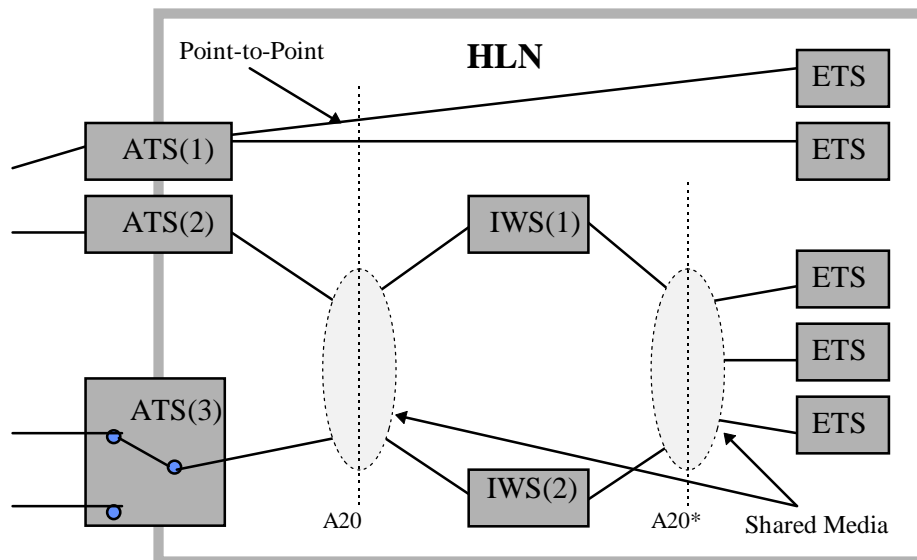 Point-to-Point
HLN
ETS
ATS(1)
ETS
ATS(2)
IWS(1)
ETS
ETS
ATS(3)
ETS
IWS(2)
A20
A20*
Shared Media